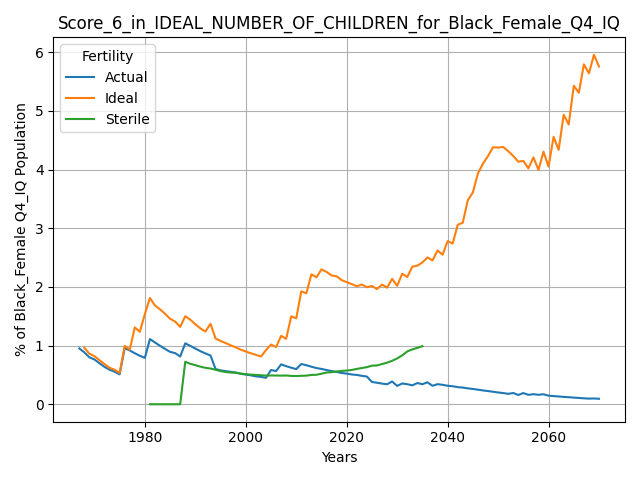 Score_6_in_IDEAL_NUMBER_OF_CHILDREN_for_Black_Female_Q4_IQ
Fertility
Actual
Ideal
Sterile
% of Black_Female Q4_IQ Population
6
5
4
3
2
1
0
1980 2000 2020 2040 2060
Years